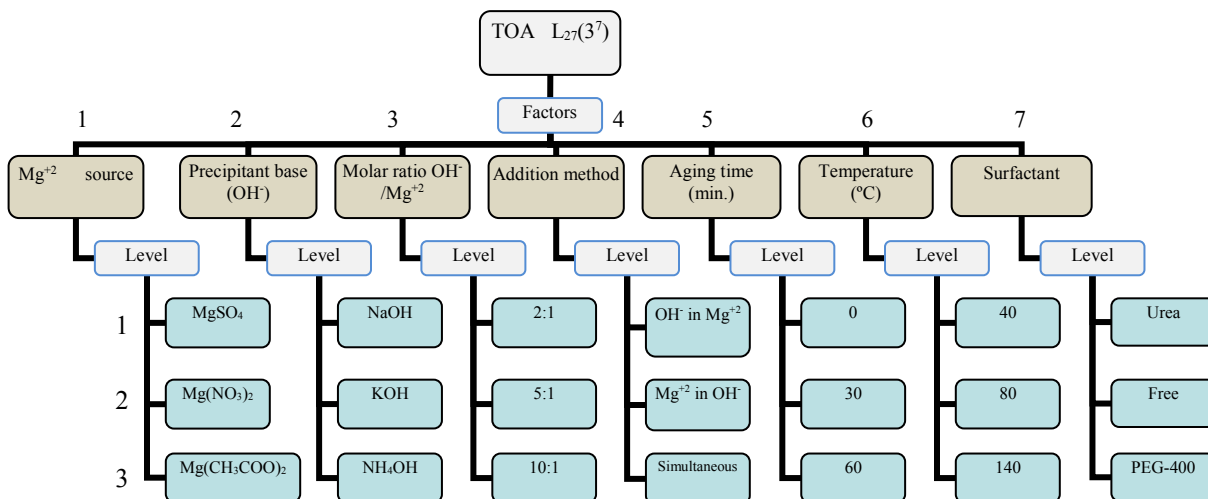 TOA L₂₇(3⁷)
Factors
1 2 3 4 5 6 7
Mg⁺² source
Precipitant base
(OH⁻)
Molar ratio OH⁻
/Mg⁺²
Addition method
Aging time
(min.)
Temperature
(ºC)
Surfactant
Level Level Level Level Level Level Level
1 MgSO₄ NaOH 2:1 OH⁻ in Mg⁺² 0 40 Urea
2 Mg(NO₃)₂ KOH 5:1 Mg⁺² in OH⁻ 30 80 Free
3 Mg(CH₃COO)₂ NH₄OH 10:1 Simultaneous 60 140 PEG-400